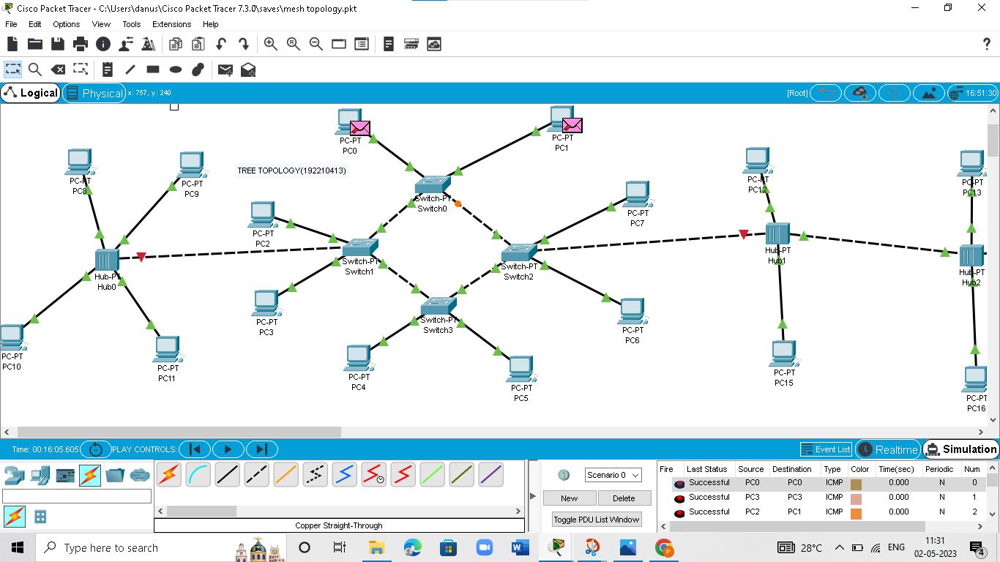 Cisco Packet Tracer - C:\Users\danus\Cisco Packet Tracer 7.3.0\saves\mesh topology.pkt
File Edit Options View Tools Extensions Help
?
Logical Physical x: 757, y: 240 [Root] 16:51:30
PC-PT
PC0
PC-PT
PC1
PC-PT
PC8
PC-PT
PC9
TREE TOPOLOGY(192210413)
PC-PT
PC12
PC-PT
PC13
Switch-PT
Switch0
PC-PT
PC7
PC-PT
PC2
Switch-PT
Switch1
Switch-PT
Switch2
Hub-PT
Hub1
Hub-PT
Hub0
Hub-PT
Hub2
PC-PT
PC3
Switch-PT
Switch3
PC-PT
PC6
PC-PT
PC10
PC-PT
PC11
PC-PT
PC4
PC-PT
PC5
PC-PT
PC15
PC-PT
PC16
Time: 00:16:05.605 PLAY CONTROLS: Event List Realtime Simulation
Scenario 0
New Delete
Toggle PDU List Window
Copper Straight-Through
Fire Last Status Source Destination Type Color Time(sec) Periodic Num
Successful PC0 PC0 ICMP 0.000 N 0
Successful PC3 PC3 ICMP 0.000 N 1
Successful PC2 PC1 ICMP 0.000 N 2
Type here to search
28°C ENG 11:31
02-05-2023
4